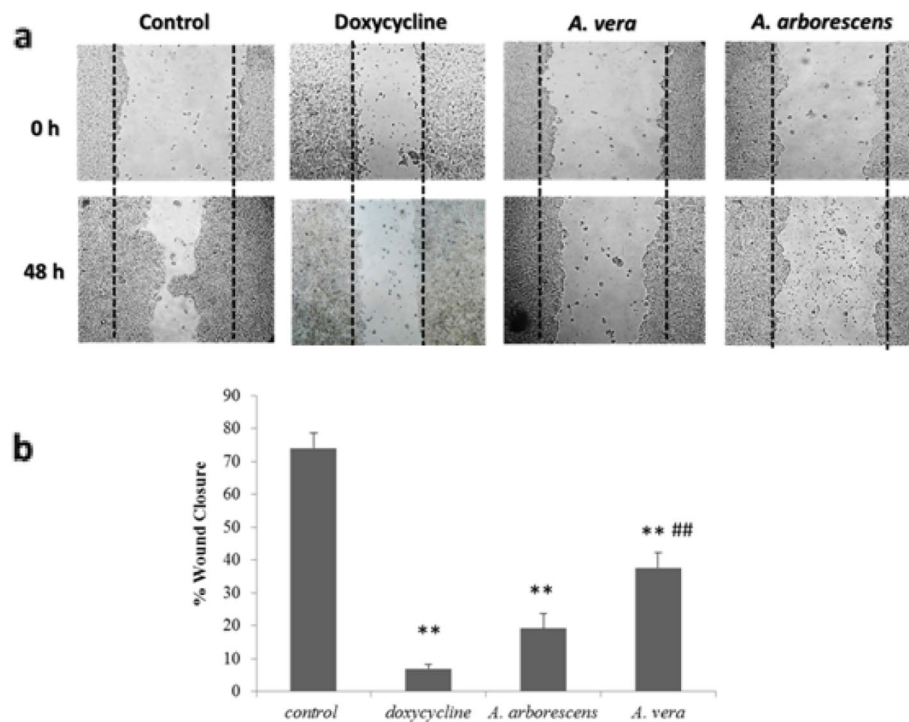 a
Control Doxycycline A. vera A. arborescens
0 h
48 h
b
% Wound Closure
90
80
70
60
50
40
30
20
10
0
** ** ** ##
control doxycycline A. arborescens A. vera